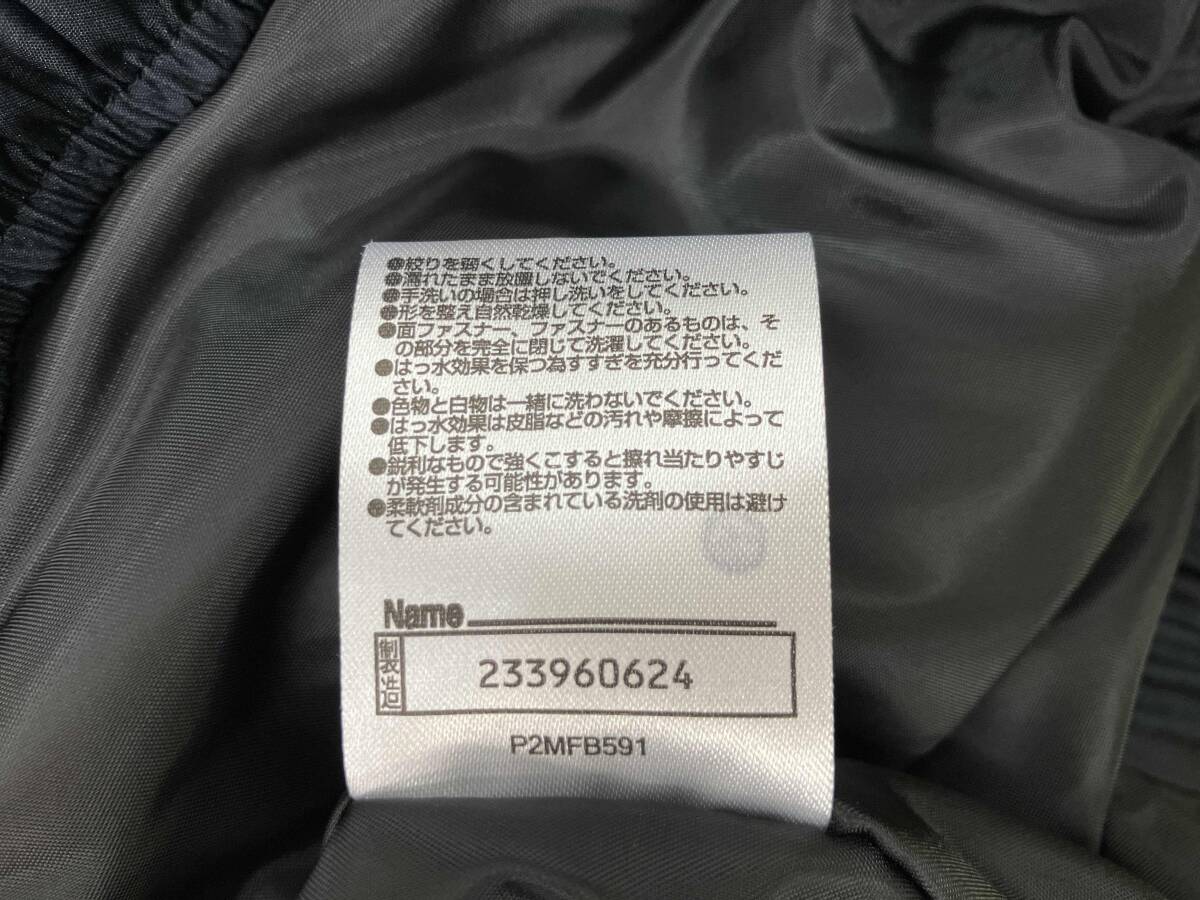 ●絞りを弱くしてください。
●濡れたまま放置しないでください。
●手洗いの場合は押し洗いをしてください。
●形を整え自然乾燥してください。
●面ファスナー、ファスナーのあるものは、そ
の部分を完全に閉じて洗濯してください。
●はっ水効果を保つ為すすぎを充分行ってくだ
さい。
●色物と白物は一緒に洗わないでください。
●はっ水効果は皮脂などの汚れや摩擦によって
低下します。
●鋭利なもので強くこすると擦れ当たりやすじ
が発生する可能性があります。
●柔軟剤成分の含まれている洗剤の使用は避け
てください。
Name
製造 233960624
P2MFB591